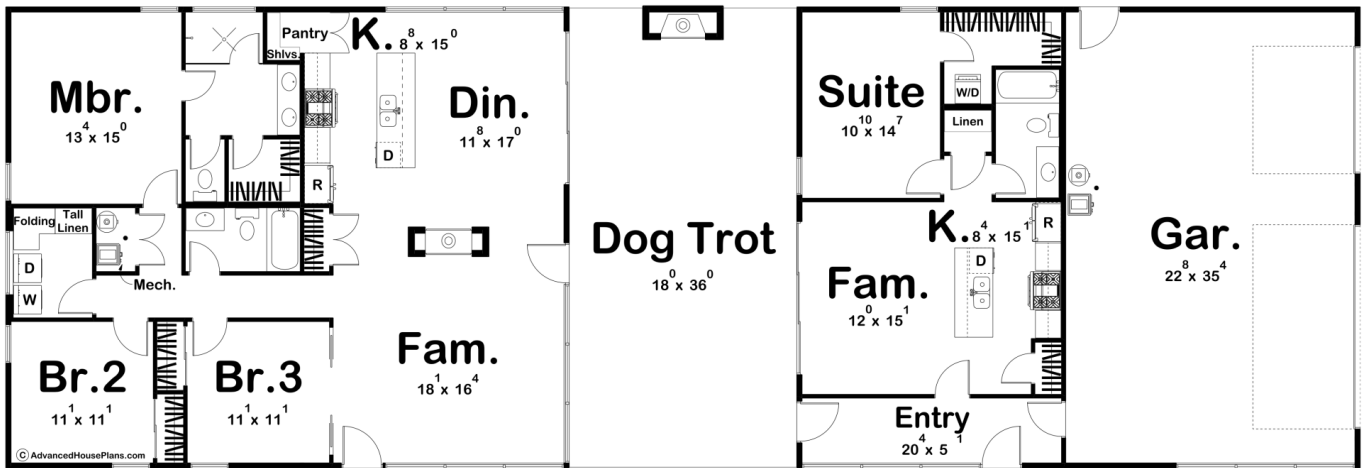 Mbr.
13⁴ x 15⁰
Pantry
Shlvs.
K.
8⁸ x 15⁰
Din.
11⁸ x 17⁰
D
R
Folding
Tall
Linen
D
W
Mech.
Br.2
11¹ x 11¹
Br.3
11¹ x 11¹
Fam.
18¹ x 16⁴
© AdvancedHousePlans.com
Dog Trot
18⁰ x 36⁰
Suite
10¹⁰ x 14⁷
W/D
Linen
K.
8⁴ x 15¹
R
D
Fam.
12⁰ x 15¹
Entry
20⁴ x 5¹
Gar.
22⁸ x 35⁴